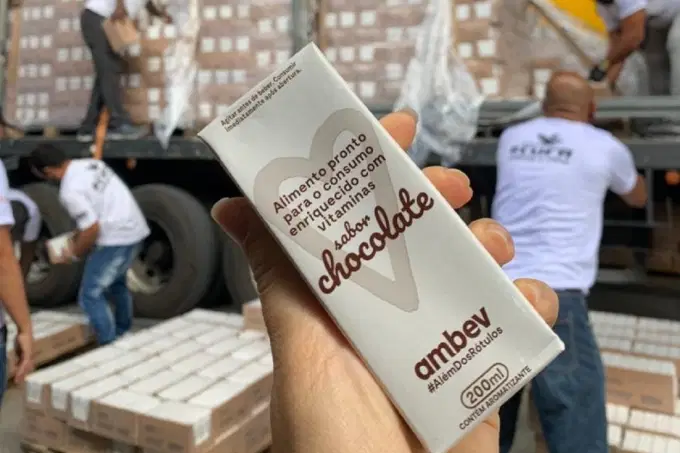 Agitar antes de beber. Consumir
imediatamente após abertura.
Alimento pronto
para o consumo
enriquecido com
vitaminas
sabor
chocolate
ambev
#AlémDosRótulos
200ml
CONTÉM AROMATIZANTE